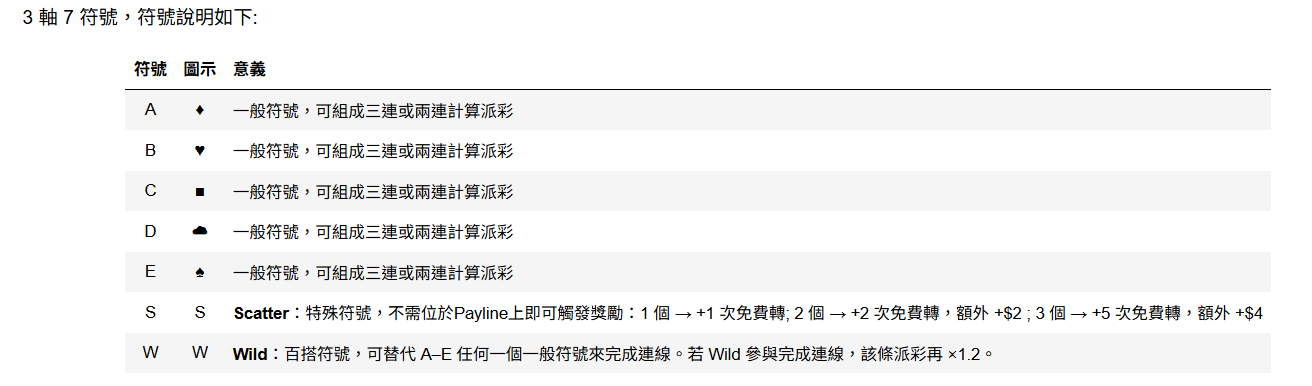 3 軸 7 符號，符號說明如下:
符號 圖示 意義
A ♦ 一般符號，可組成三連或兩連計算派彩
B ♥ 一般符號，可組成三連或兩連計算派彩
C ■ 一般符號，可組成三連或兩連計算派彩
D ☁ 一般符號，可組成三連或兩連計算派彩
E ♠ 一般符號，可組成三連或兩連計算派彩
S S Scatter：特殊符號，不需位於Payline上即可觸發獎勵：1 個 → +1 次免費轉; 2 個 → +2 次免費轉，額外 +$2 ; 3 個 → +5 次免費轉，額外 +$4
W W Wild：百搭符號，可替代 A–E 任何一個一般符號來完成連線。若 Wild 參與完成連線，該條派彩再 ×1.2。